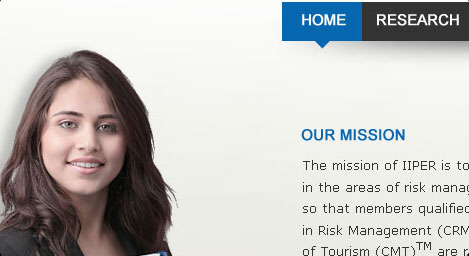 HOME RESEARCH
OUR MISSION
The mission of IIPER is to
in the areas of risk manag
so that members qualified
in Risk Management (CRM
of Tourism (CMT)TM are r